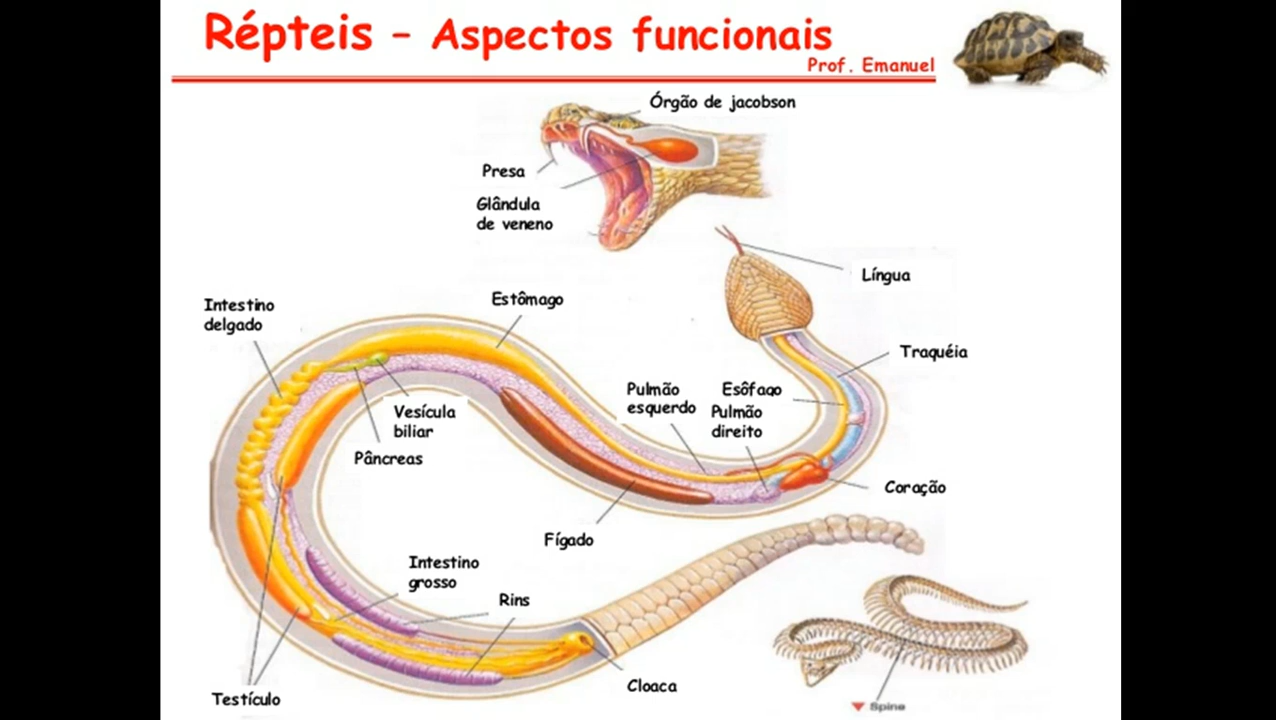 Répteis - Aspectos funcionais
Prof. Emanuel
Órgão de jacobson
Presa
Glândula
de veneno
Língua
Intestino
delgado
Estômago
Traquéia
Pulmão
esquerdo
Esôfago
Pulmão
direito
Vesícula
biliar
Pâncreas
Coração
Fígado
Intestino
grosso
Rins
Cloaca
Testículo
Spine